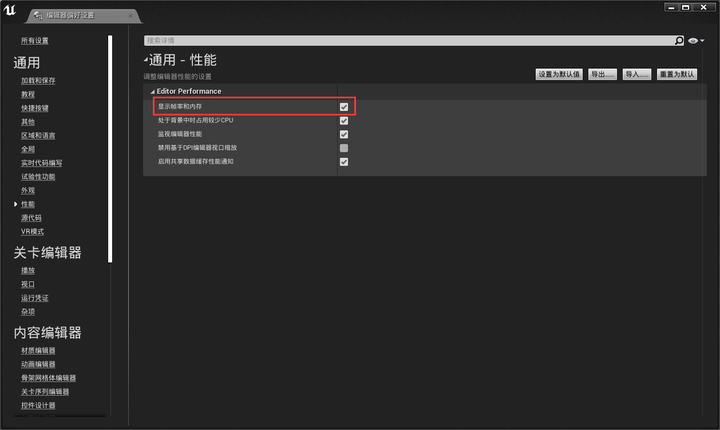 编辑器偏好设置
所有设置
通用
加载和保存
教程
快捷按键
其他
区域和语言
全局
实时代码编写
试验性功能
外观
性能
源代码
VR模式
关卡编辑器
播放
视口
运行凭证
杂项
内容编辑器
材质编辑器
动画编辑器
骨架网格体编辑器
关卡序列编辑器
控件设计器
搜索详情
通用 - 性能
调整编辑器性能的设置
设置为默认值 导出...... 导入...... 重置为默认
Editor Performance
显示帧率和内存
处于背景中时占用较少CPU
监视编辑器性能
禁用基于DPI编辑器视口缩放
启用共享数据缓存性能通知